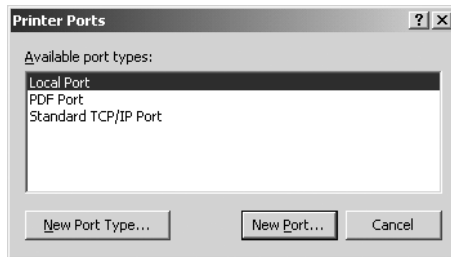 Printer Ports
Available port types:
Local Port
PDF Port
Standard TCP/IP Port
New Port Type... New Port... Cancel